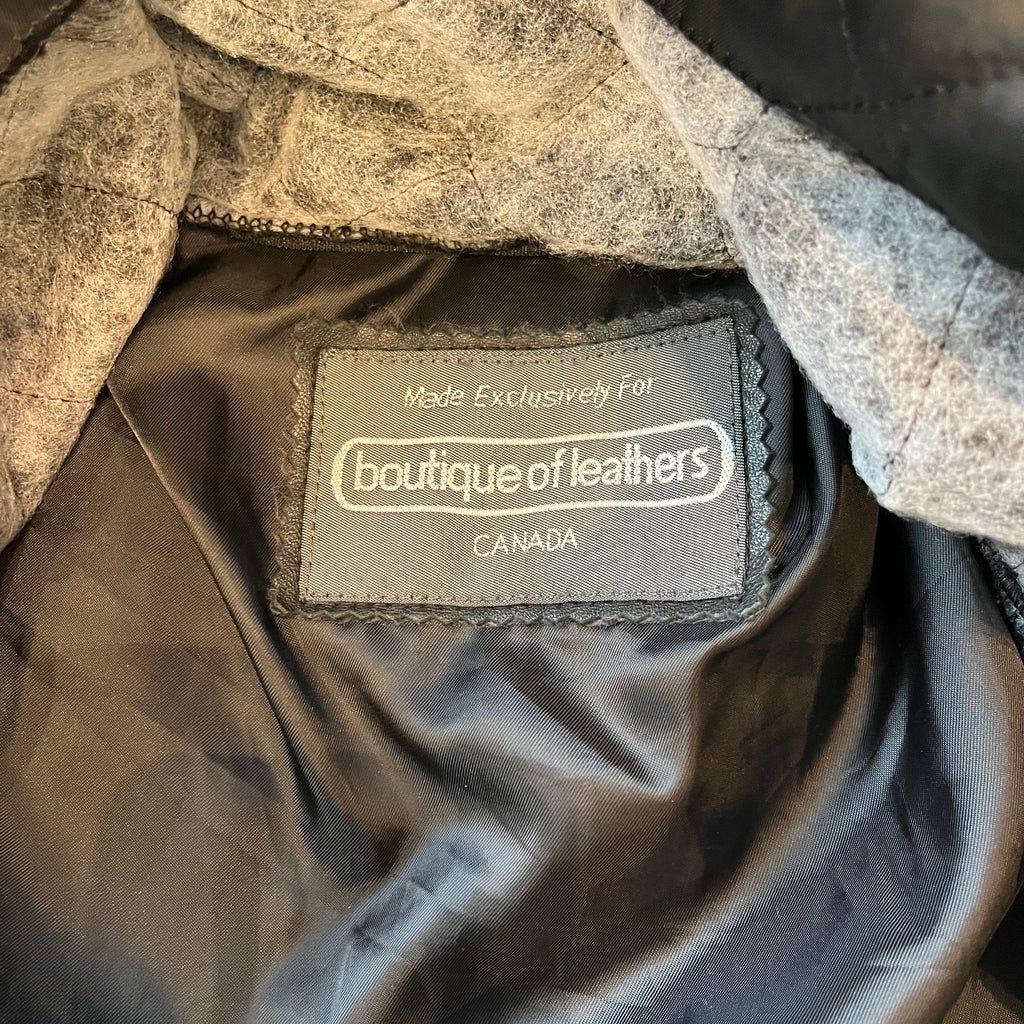 Made Exclusively For
boutique of leathers
CANADA